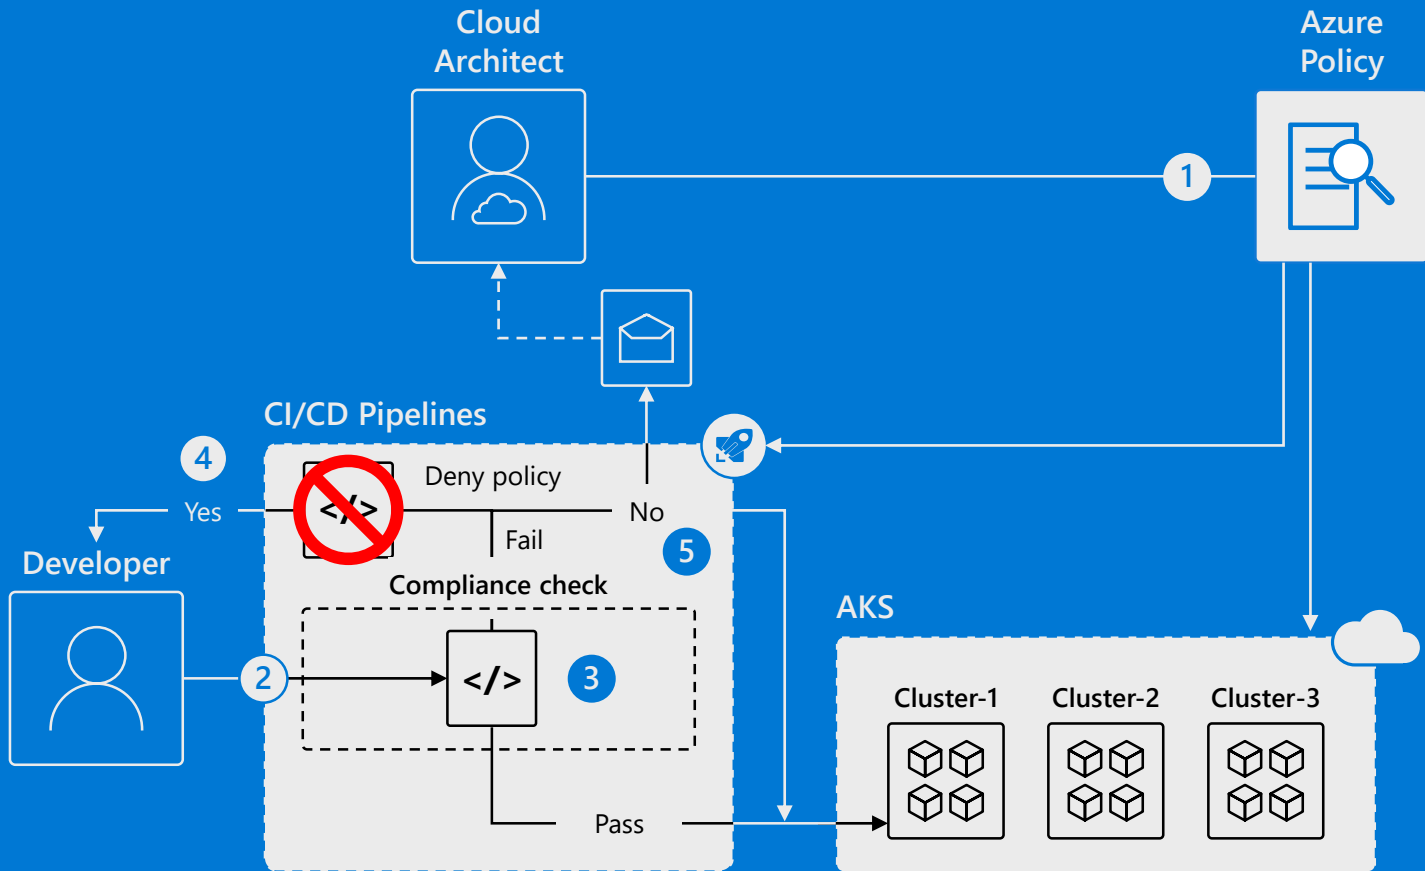 Cloud
Architect
Azure
Policy
1
CI/CD Pipelines
4
Deny policy
Yes
</>
No
Fail
5
Developer
Compliance check
AKS
2
</>
3
Cluster-1
Cluster-2
Cluster-3
Pass